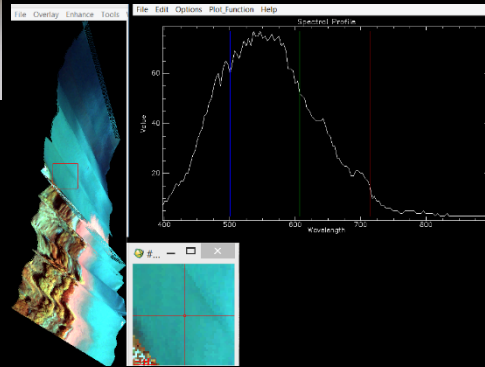 File Overlay Enhance Tools
File Edit Options Plot_Function Help
Spectral Profile
Value
60
40
20
400 500 600 700 800
Wavelength
#...